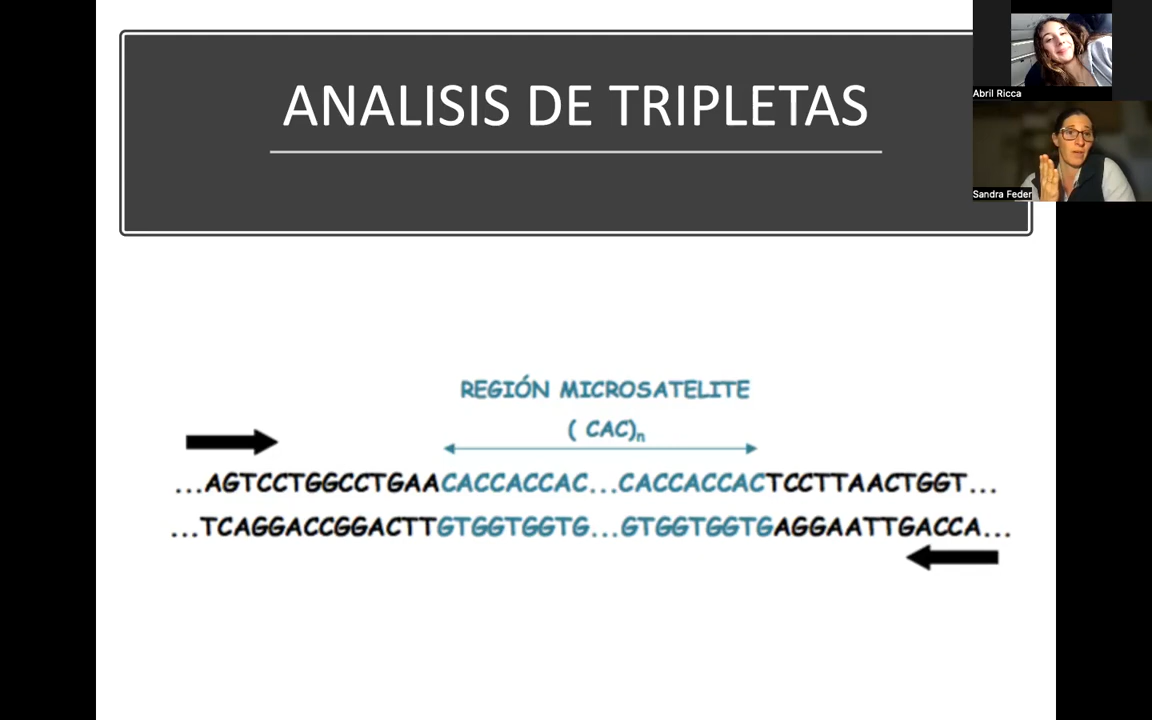 ANALISIS DE TRIPLETAS
Abril Ricca
Sandra Feder
REGIÓN MICROSATELITE
( CAC)n
...AGTCCTGGCCTGAACACCACCAC...CACCACCACTCCTTAACTGGT...
...TCAGGACCGGACTTGTGGTGGTG...GTGGTGGTGAGGAATTGACCA...